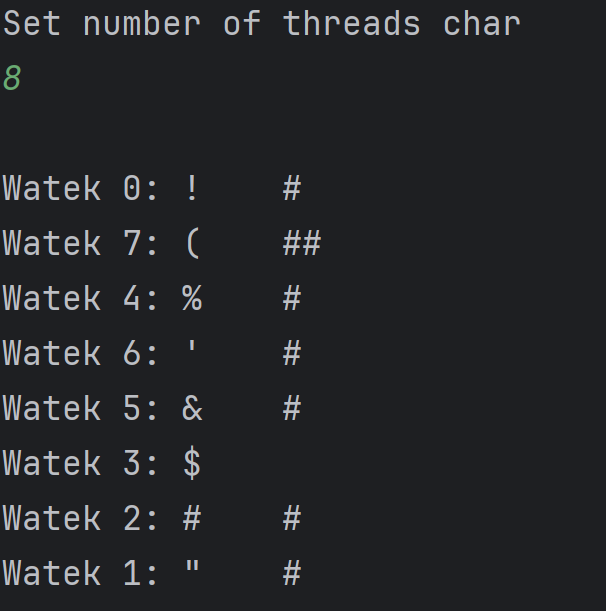 Set number of threads char
8
Watek 0: !    #
Watek 7: (    ##
Watek 4: %    #
Watek 6: '    #
Watek 5: &    #
Watek 3: $
Watek 2: #    #
Watek 1: "    #